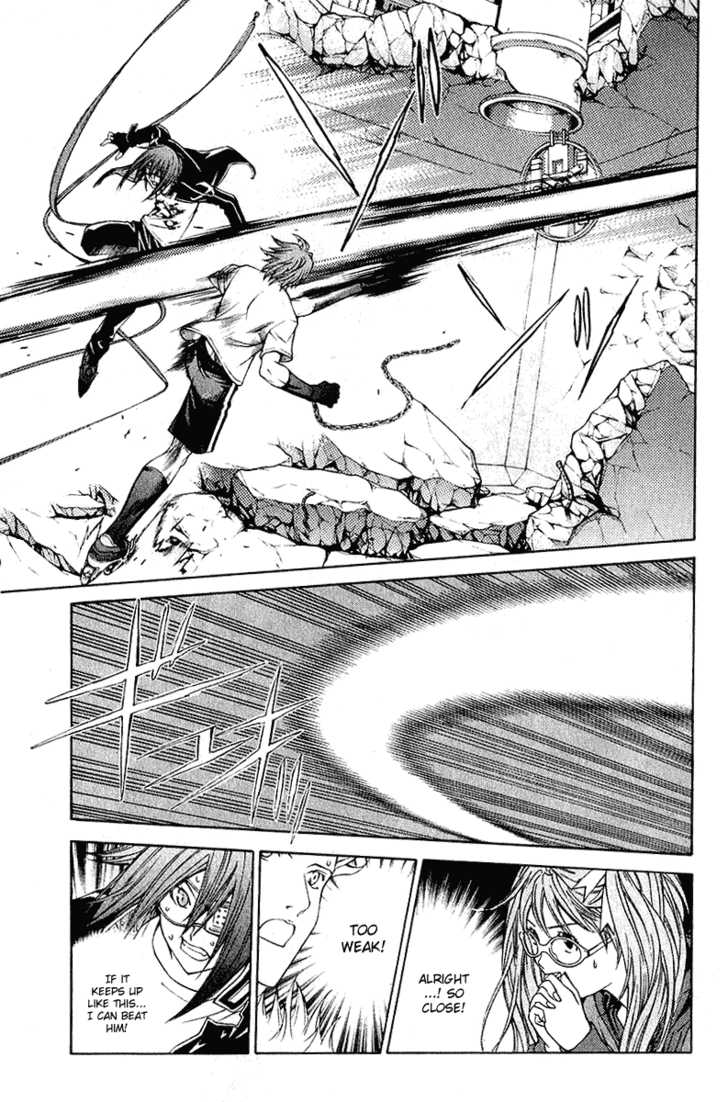 ALRIGHT
...! SO
CLOSE!
TOO
WEAK!
IF IT
KEEPS UP
LIKE THIS...
I CAN BEAT
HIM!